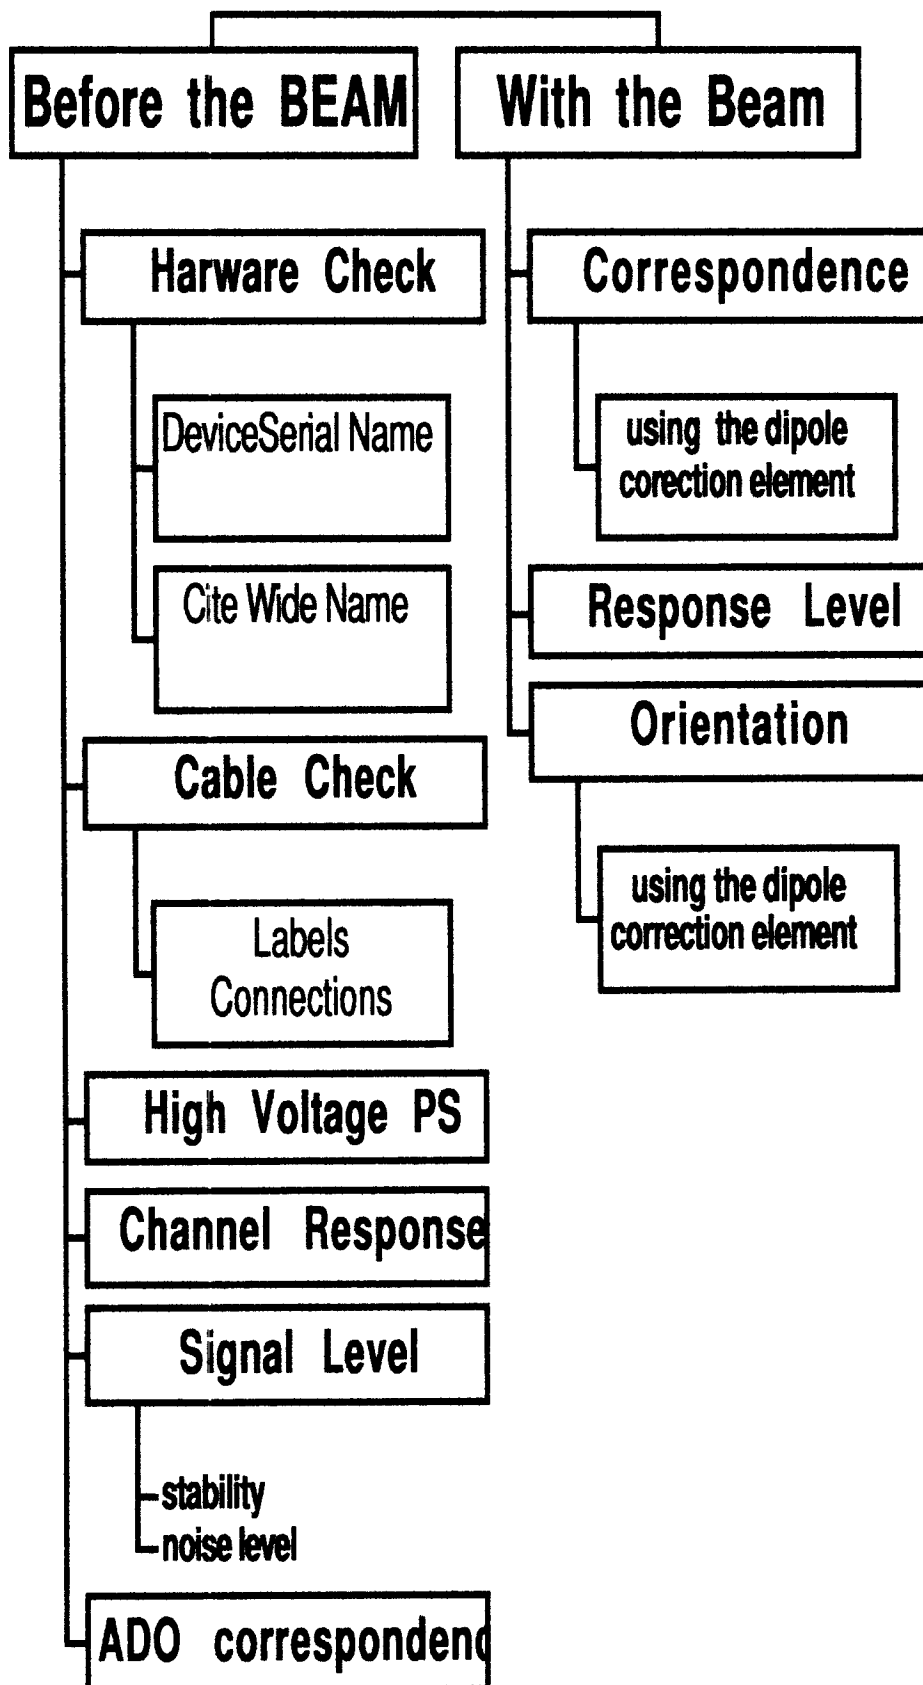 Before the BEAM
Harware Check
DeviceSerial Name
Cite Wide Name
Cable Check
Labels
Connections
High Voltage PS
Channel Response
Signal Level
stability
noise level
ADO correspondenc
With the Beam
Correspondence
using the dipole
corection element
Response Level
Orientation
using the dipole
correction element